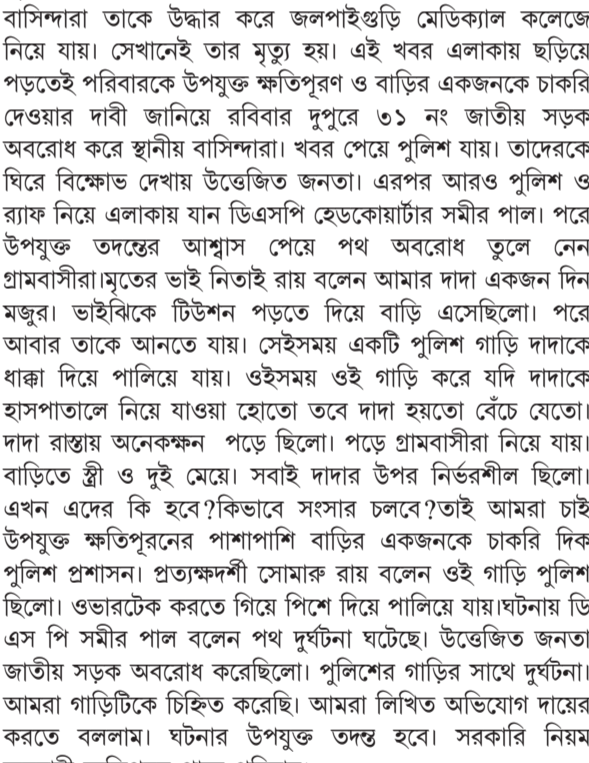 বাসিন্দারা তাকে উদ্ধার করে জলপাইগুড়ি মেডিক্যাল কলেজে
নিয়ে যায়। সেখানেই তার মৃত্যু হয়। এই খবর এলাকায় ছড়িয়ে
পড়তেই পরিবারকে উপযুক্ত ক্ষতিপূরণ ও বাড়ির একজনকে চাকরি
দেওয়ার দাবী জানিয়ে রবিবার দুপুরে ৩১ নং জাতীয় সড়ক
অবরোধ করে স্থানীয় বাসিন্দারা। খবর পেয়ে পুলিশ যায়। তাদেরকে
ঘিরে বিক্ষোভ দেখায় উত্তেজিত জনতা। এরপর আরও পুলিশ ও
র‍্যাফ নিয়ে এলাকায় যান ডিএসপি হেডকোয়ার্টার সমীর পাল। পরে
উপযুক্ত তদন্তের আশ্বাস পেয়ে পথ অবরোধ তুলে নেন
গ্রামবাসীরা।মৃতের ভাই নিতাই রায় বলেন আমার দাদা একজন দিন
মজুর। ভাইঝিকে টিউশন পড়তে দিয়ে বাড়ি এসেছিলো। পরে
আবার তাকে আনতে যায়। সেইসময় একটি পুলিশ গাড়ি দাদাকে
ধাক্কা দিয়ে পালিয়ে যায়। ওইসময় ওই গাড়ি করে যদি দাদাকে
হাসপাতালে নিয়ে যাওয়া হোতো তবে দাদা হয়তো বেঁচে যেতো।
দাদা রাস্তায় অনেকক্ষন পড়ে ছিলো। পড়ে গ্রামবাসীরা নিয়ে যায়।
বাড়িতে স্ত্রী ও দুই মেয়ে। সবাই দাদার উপর নির্ভরশীল ছিলো।
এখন এদের কি হবে?কিভাবে সংসার চলবে?তাই আমরা চাই
উপযুক্ত ক্ষতিপূরনের পাশাপাশি বাড়ির একজনকে চাকরি দিক
পুলিশ প্রশাসন। প্রত্যক্ষদর্শী সোমারু রায় বলেন ওই গাড়ি পুলিশ
ছিলো। ওভারটেক করতে গিয়ে পিশে দিয়ে পালিয়ে যায়।ঘটনায় ডি
এস পি সমীর পাল বলেন পথ দুর্ঘটনা ঘটেছে। উত্তেজিত জনতা
জাতীয় সড়ক অবরোধ করেছিলো। পুলিশের গাড়ির সাথে দুর্ঘটনা।
আমরা গাড়িটিকে চিহ্নিত করেছি। আমরা লিখিত অভিযোগ দায়ের
করতে বললাম। ঘটনার উপযুক্ত তদন্ত হবে। সরকারি নিয়ম